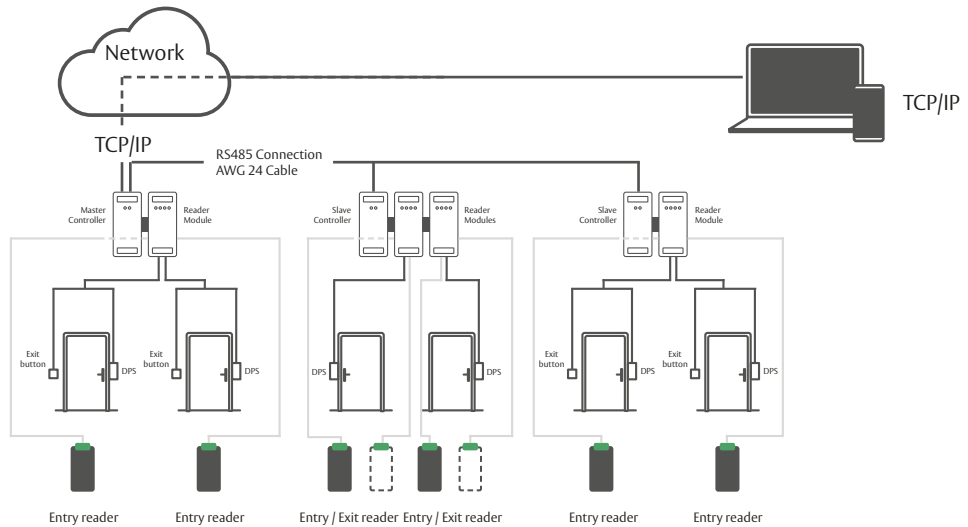 Network
TCP/IP
TCP/IP
RS485 Connection
AWG 24 Cable
Master
Controller
Reader
Module
Slave
Controller
Reader
Modules
Slave
Controller
Reader
Module
Exit
button
DPS
Exit
button
DPS
DPS
DPS
Exit
button
DPS
Exit
button
DPS
Entry reader
Entry reader
Entry / Exit reader
Entry / Exit reader
Entry reader
Entry reader